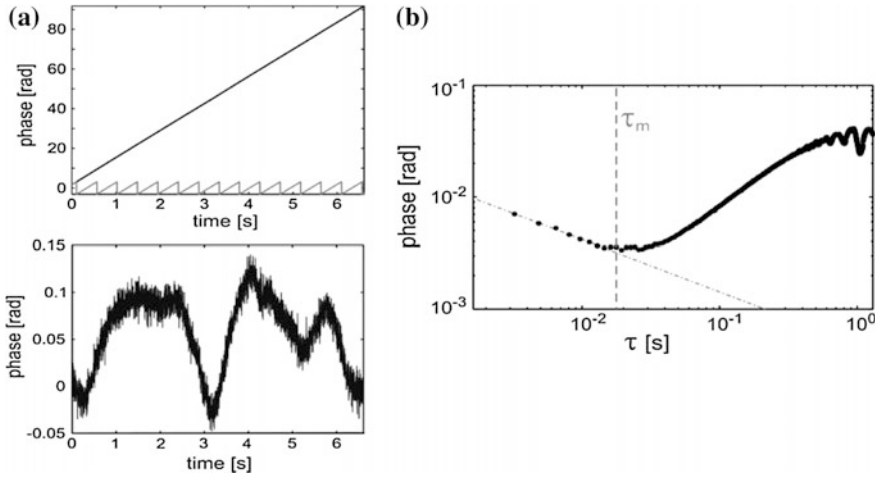 (a)
80
60
40
20
0
phase [rad]
0 1 2 3 4 5 6
time [s]
0.15
0.1
0.05
0
-0.05
phase [rad]
0 1 2 3 4 5 6
time [s]
(b)
10⁻¹
10⁻²
10⁻³
phase [rad]
τₘ
10⁻² 10⁻¹ 10⁰
τ [s]